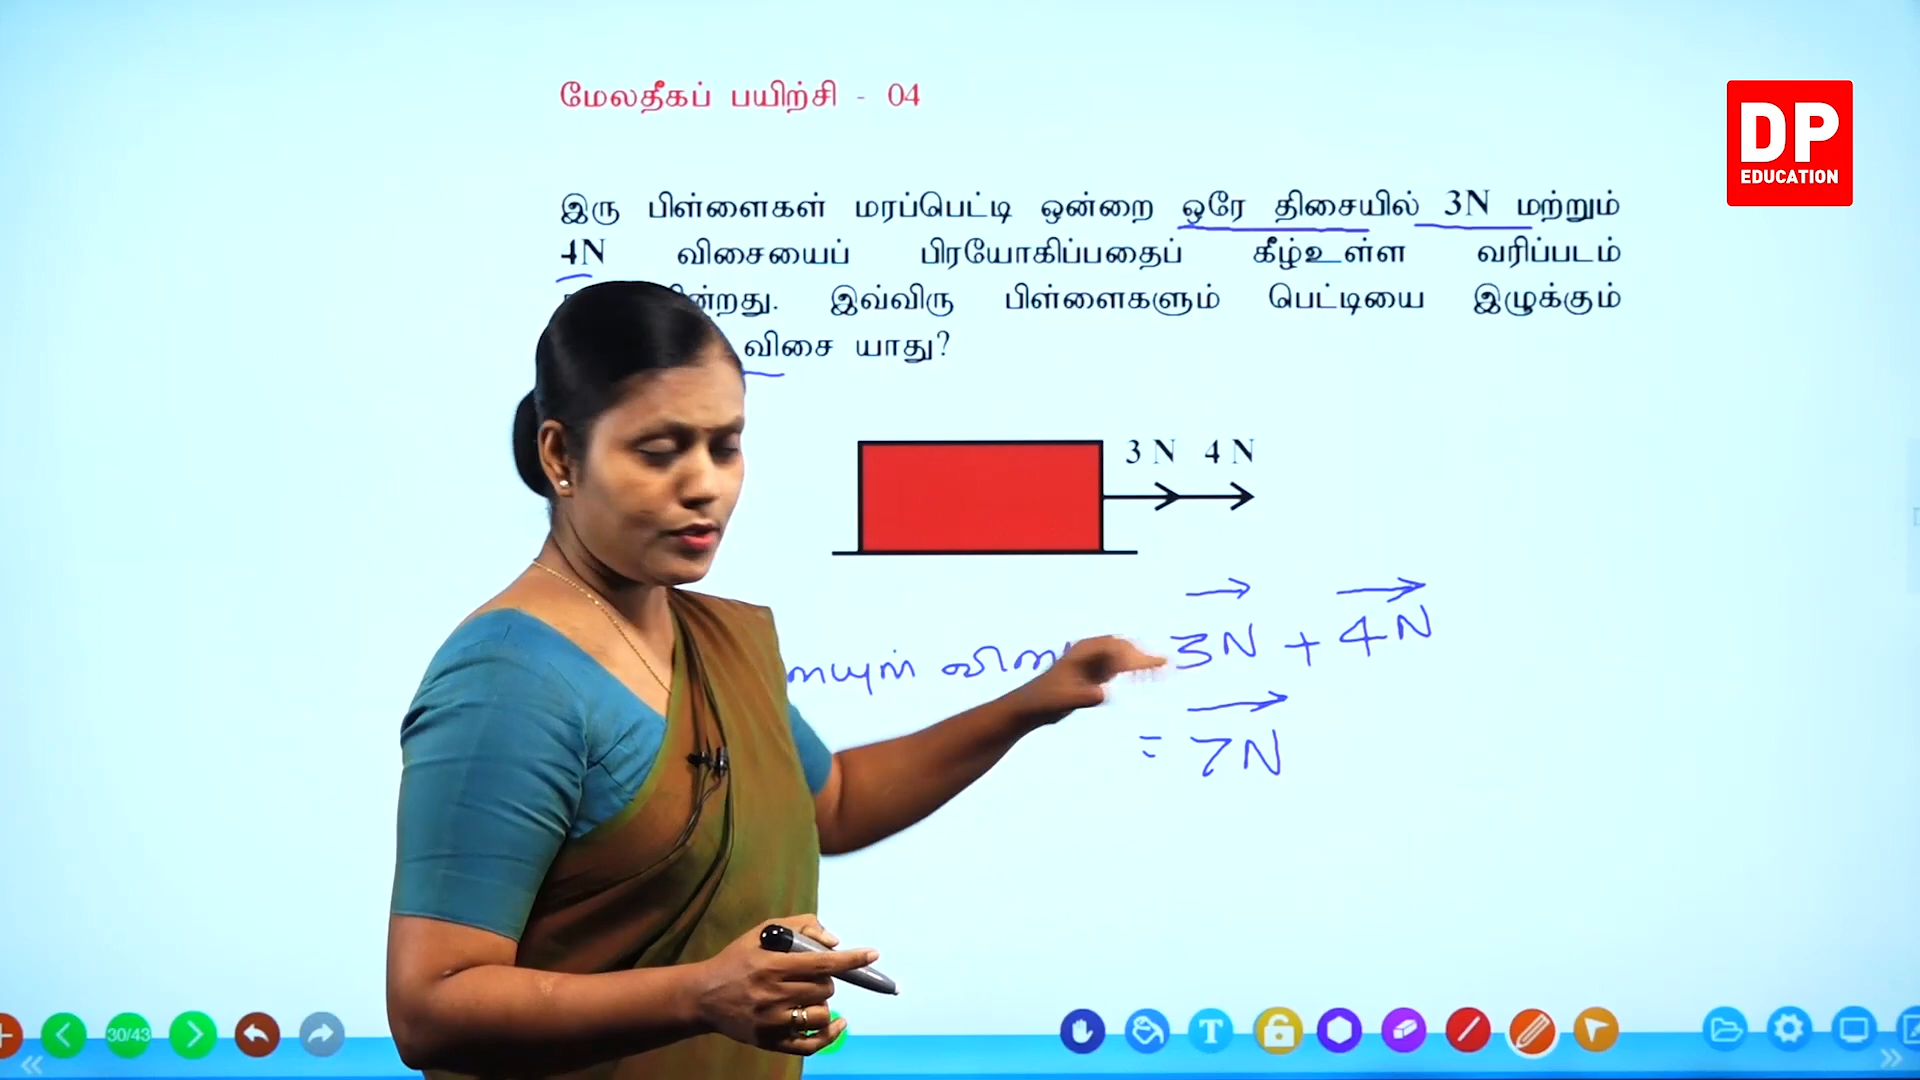 மேலதீகப் பயிற்சி - 04
DP
EDUCATION
இரு பிள்ளைகள் மரப்பெட்டி ஒன்றை ஒரே திசையில் 3N மற்றும்
4N விசையைப் பிரயோகிப்பதைப் கீழ்உள்ள வரிப்படம்
இவ்விரு பிள்ளைகளும் பெட்டியை இழுக்கும்
விசை யாது?
3 N 4 N
3N + 4N
= 7N
30/43
T